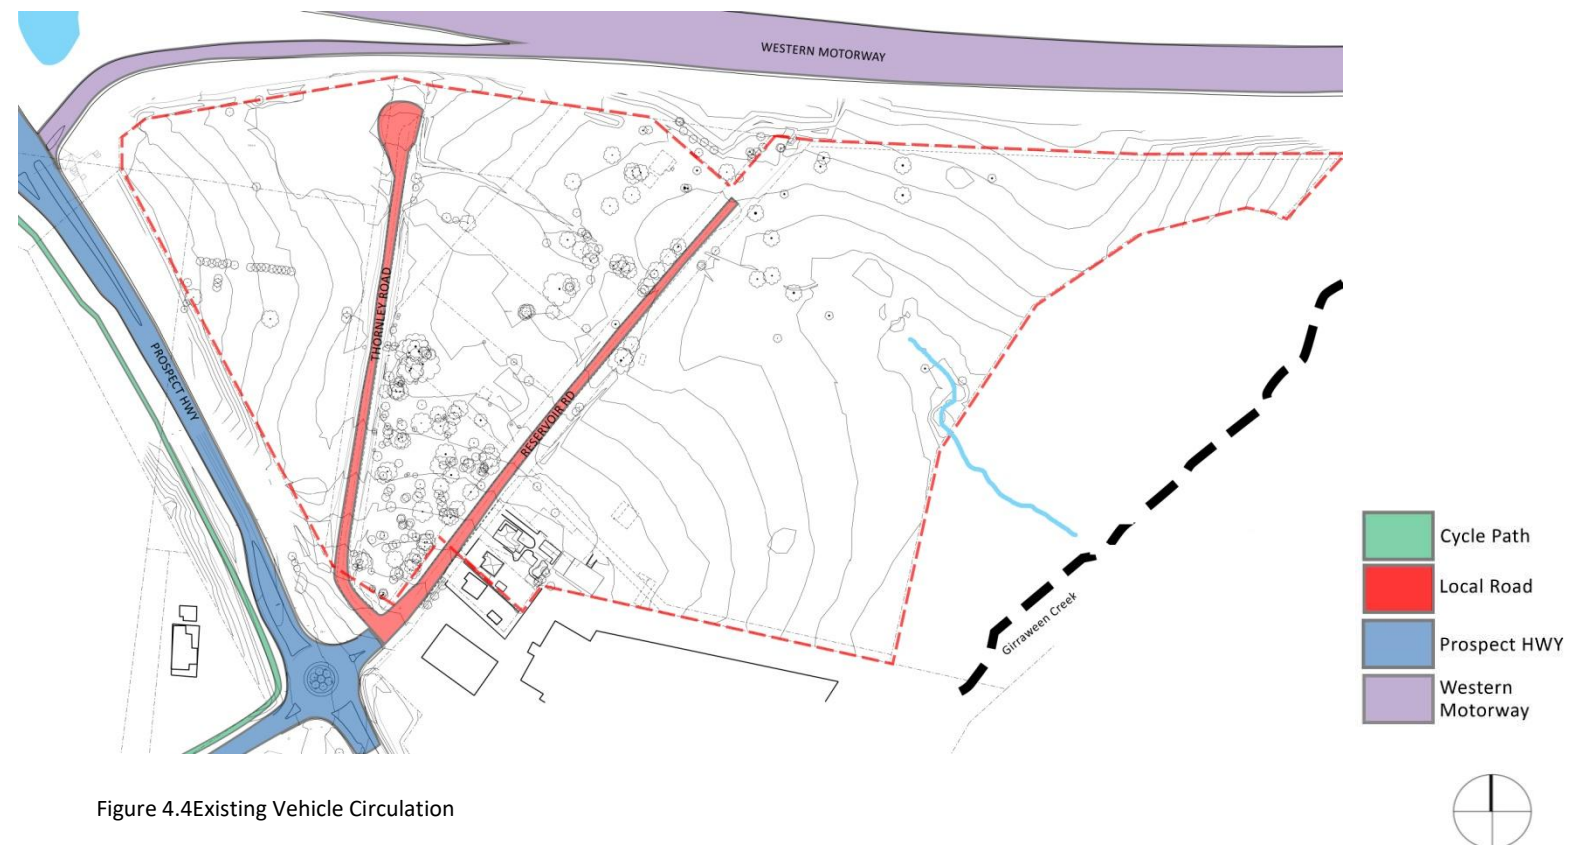 WESTERN MOTORWAY
THORNLEY ROAD
PROSPECT HWY
RESERVOIR RD
Girraween Creek
Cycle Path
Local Road
Prospect HWY
Western
Motorway
Figure 4.4Existing Vehicle Circulation